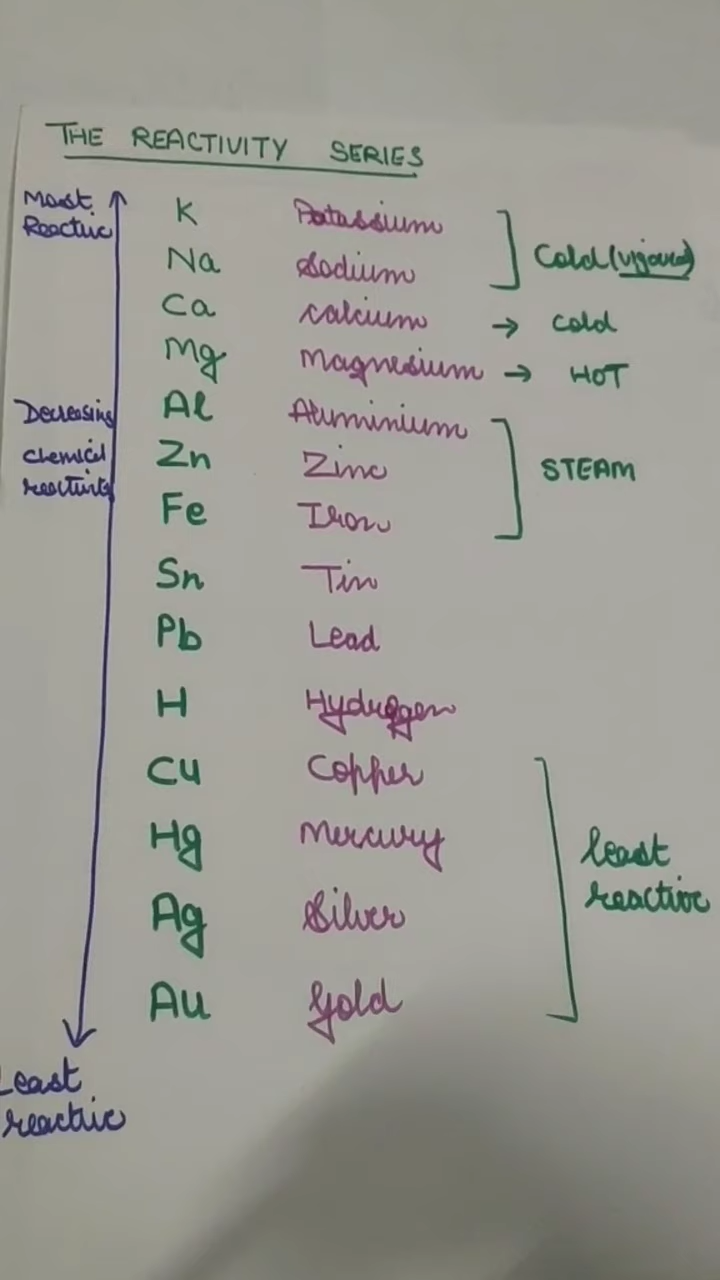 THE REACTIVITY SERIES
Most
Reactive
K Potassium
Na Sodium
Cold (vigorous)
Ca Calcium → cold
Mg Magnesium → HOT
Decreasing
chemical
reactivity
Al Aluminium
Zn Zinc
STEAM
Fe Iron
Sn Tin
Pb Lead
H Hydrogen
Cu Copper
Hg Mercury
least
reactive
Ag Silver
Au Gold
Least
reactive